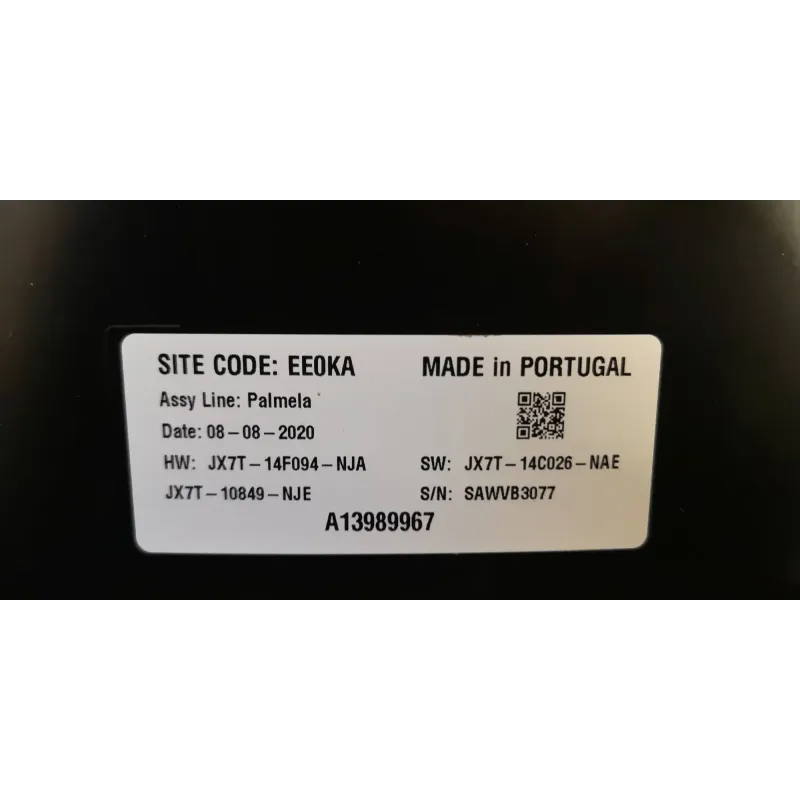 SITE CODE: EE0KA MADE in PORTUGAL
Assy Line: Palmela
Date: 08-08-2020
HW: JX7T-14F094-NJA SW: JX7T-14C026-NAE
JX7T-10849-NJE S/N: SAWVB3077
A13989967